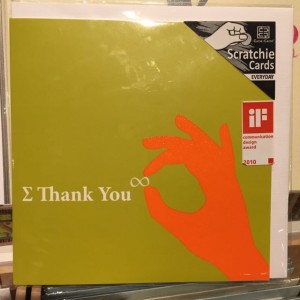 Scratchie
Cards
EVERYDAY
iF
communication
design
award
2010
Σ Thank You ∞